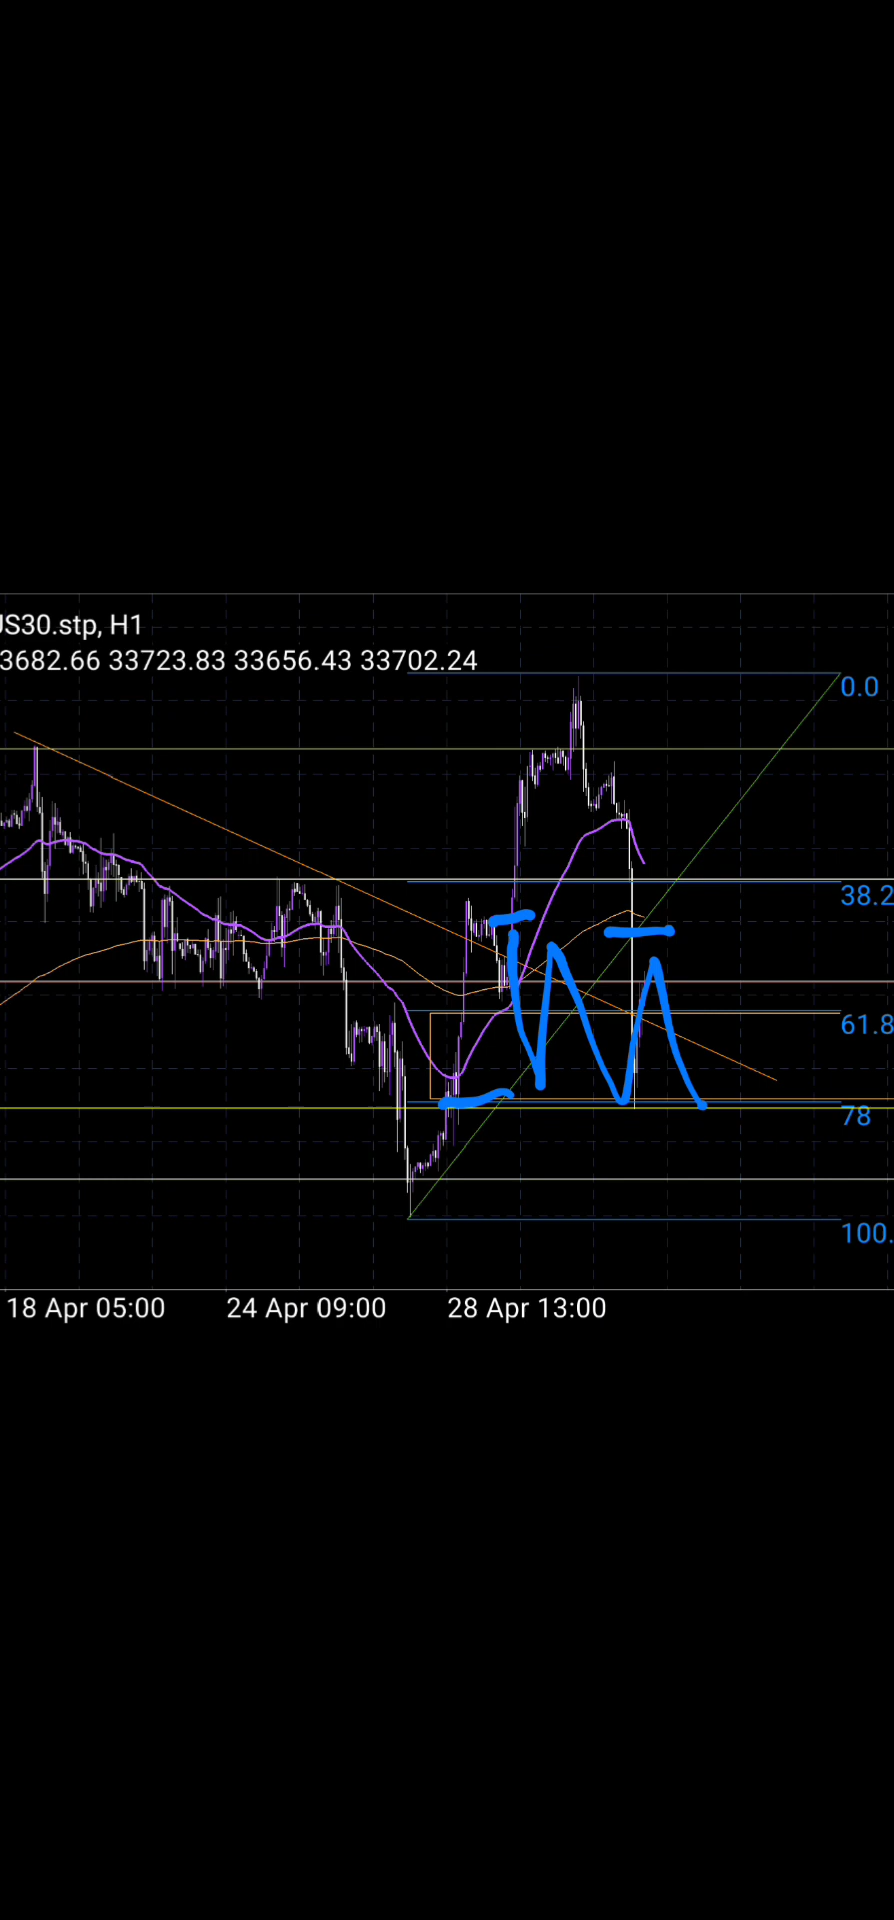 US30.stp, H1
3682.66 33723.83 33656.43 33702.24
0.0
38.2
61.8
78
100.
18 Apr 05:00 24 Apr 09:00 28 Apr 13:00